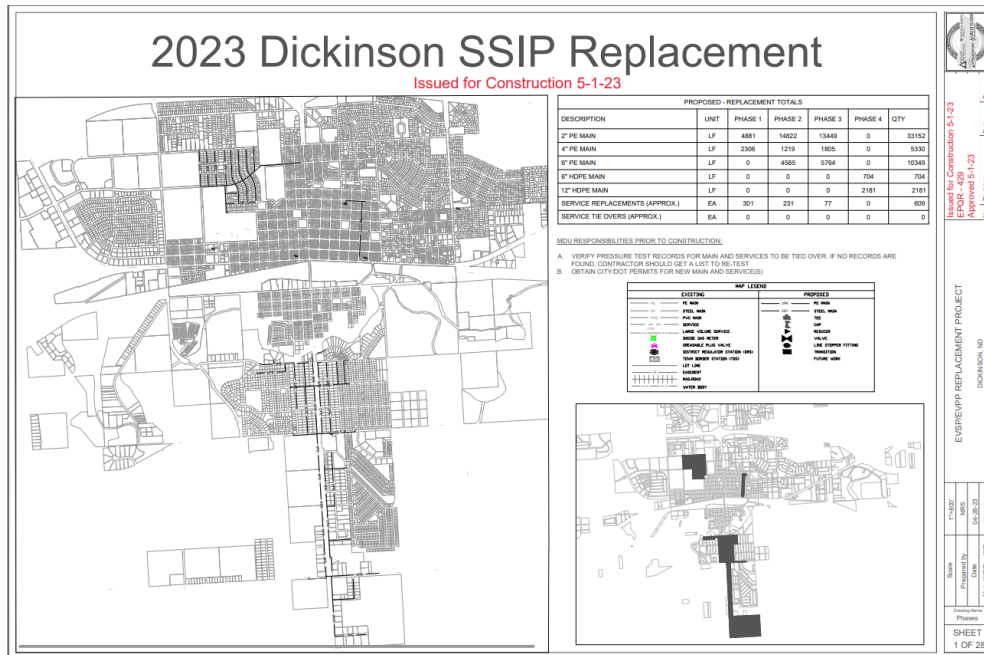 2023 Dickinson SSIP Replacement
Issued for Construction 5-1-23
PROPOSED - REPLACEMENT TOTALS
DESCRIPTION UNIT PHASE 1 PHASE 2 PHASE 3 PHASE 4 QTY
2" PE MAIN LF 4881 14822 13449 0 33152
4" PE MAIN LF 2306 1219 1805 0 5330
6" PE MAIN LF 0 4585 5764 0 10349
6" HDPE MAIN LF 0 0 0 704 704
12" HDPE MAIN LF 0 0 0 2181 2181
SERVICE REPLACEMENTS (APPROX.) EA 301 231 77 0 609
SERVICE TIE OVERS (APPROX.) EA 0 0 0 0 0
MDU RESPONSIBILITIES PRIOR TO CONSTRUCTION:
A. VERIFY PRESSURE TEST RECORDS FOR MAIN AND SERVICES TO BE TIED OVER. IF NO RECORDS ARE
FOUND, CONTRACTOR SHOULD GET A LIST TO RE-TEST
B. OBTAIN CITY/DOT PERMITS FOR NEW MAIN AND SERVICE(S)
MAP LEGEND
EXISTING PROPOSED
PE MAIN PE MAIN
STEEL MAIN STEEL MAIN
PVC MAIN TEE
SERVICE CAP
LARGE VOLUME SERVICE REDUCER
INSIDE GAS METER VALVE
GREASABLE PLUG VALVE LINE STOPPER FITTING
DISTRICT REGULATOR STATION (DRS) TRANSITION
TOWN BORDER STATION (TBS) FUTURE WORK
LOT LINE
EASEMENT
RAILROAD
WATER BODY
Issued for Construction 5-1-23
EPQR - 429
Approved 5-1-23
EVSP/EVPP REPLACEMENT PROJECT
DICKINSON, ND
Scale 1"=800'
Prepared by NRS
Date 04-26-23
Drawing Name
Phases
SHEET
1 OF 28